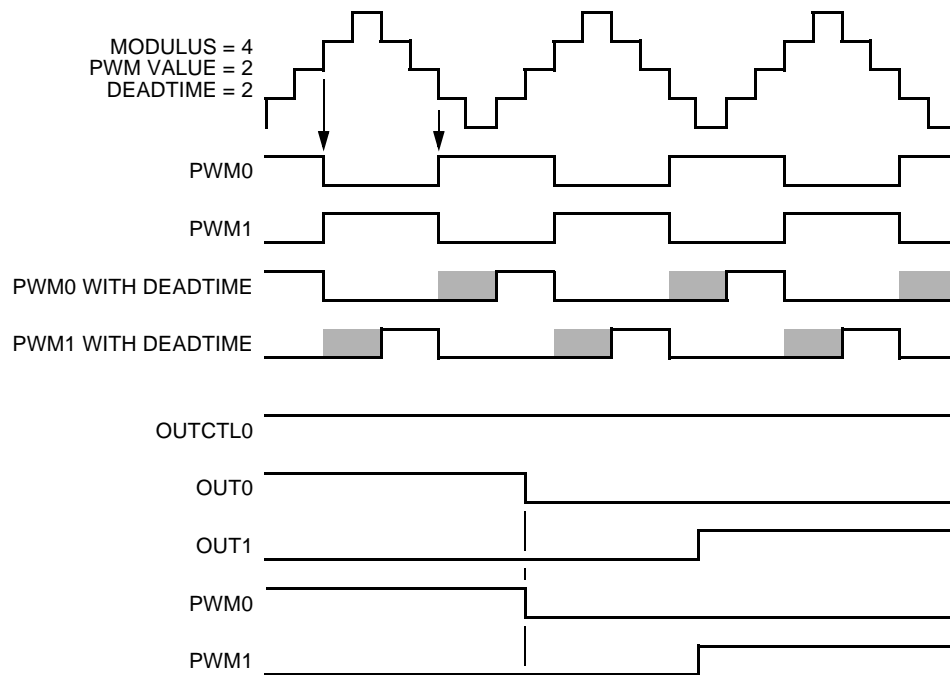 MODULUS = 4
PWM VALUE = 2
DEADTIME = 2
PWM0
PWM1
PWM0 WITH DEADTIME
PWM1 WITH DEADTIME
OUTCTL0
OUT0
OUT1
PWM0
PWM1